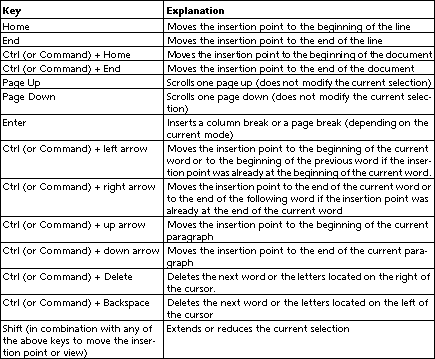 Key Explanation
Home Moves the insertion point to the beginning of the line
End Moves the insertion point to the end of the line
Ctrl (or Command) + Home Moves the insertion point to the beginning of the document
Ctrl (or Command) + End Moves the insertion point to the end of the document
Page Up Scrolls one page up (does not modify the current selection)
Page Down Scrolls one page down (does not modify the current selec-
tion)
Enter Inserts a column break or a page break (depending on the
current mode)
Ctrl (or Command) + left arrow Moves the insertion point to the beginning of the current
word or to the beginning of the previous word if the inser-
tion point was already at the beginning of the current word.
Ctrl (or Command) + right arrow Moves the insertion point to the end of the current word or
to the end of the following word if the insertion point was
already at the end of the current word
Ctrl (or Command) + up arrow Moves the insertion point to the beginning of the current
paragraph
Ctrl (or Command) + down arrow Moves the insertion point to the end of the current para-
graph
Ctrl (or Command) + Delete Deletes the next word or the letters located on the right of
the cursor.
Ctrl (or Command) + Backspace Deletes the next word or the letters located on the left of
the cursor
Shift (in combination with any of Extends or reduces the current selection
the above keys to move the inser-
tion point or view)